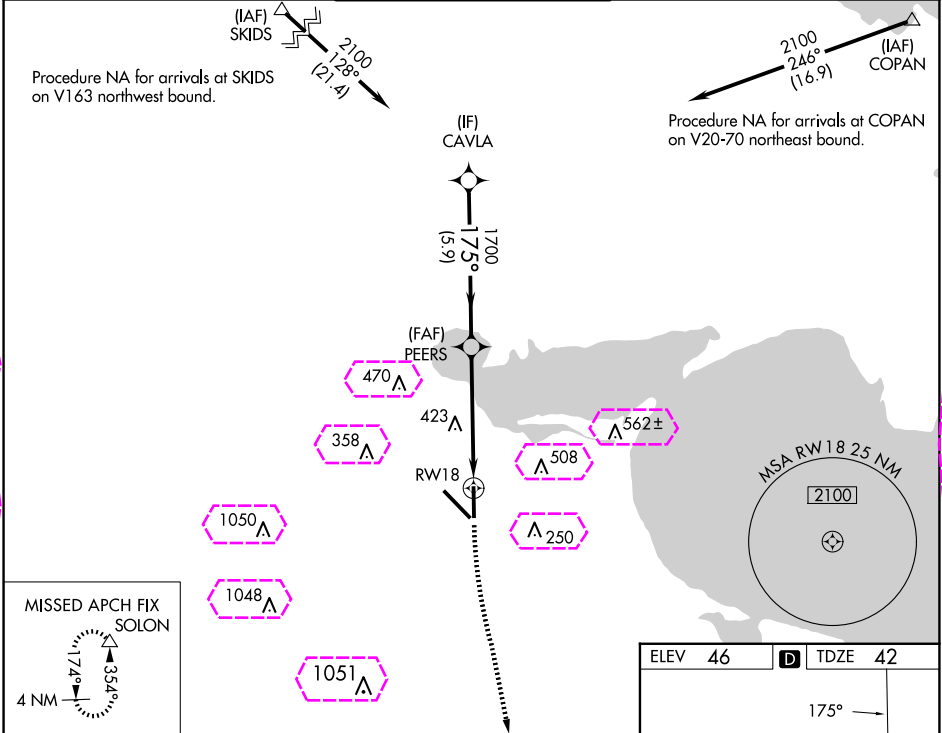 (IAF)
SKIDS
2100
128°
(21.4)
Procedure NA for arrivals at SKIDS
on V163 northwest bound.
2100
246°
(16.9)
(IAF)
COPAN
Procedure NA for arrivals at COPAN
on V20-70 northeast bound.
(IF)
CAVLA
1700
175°
(5.9)
(FAF)
PEERS
470
423
358
562±
508
RW18
1050
250
1048
1051
MSA RW18 25 NM
2100
MISSED APCH FIX
SOLON
174°
354°
4 NM
ELEV 46 D TDZE 42
175°